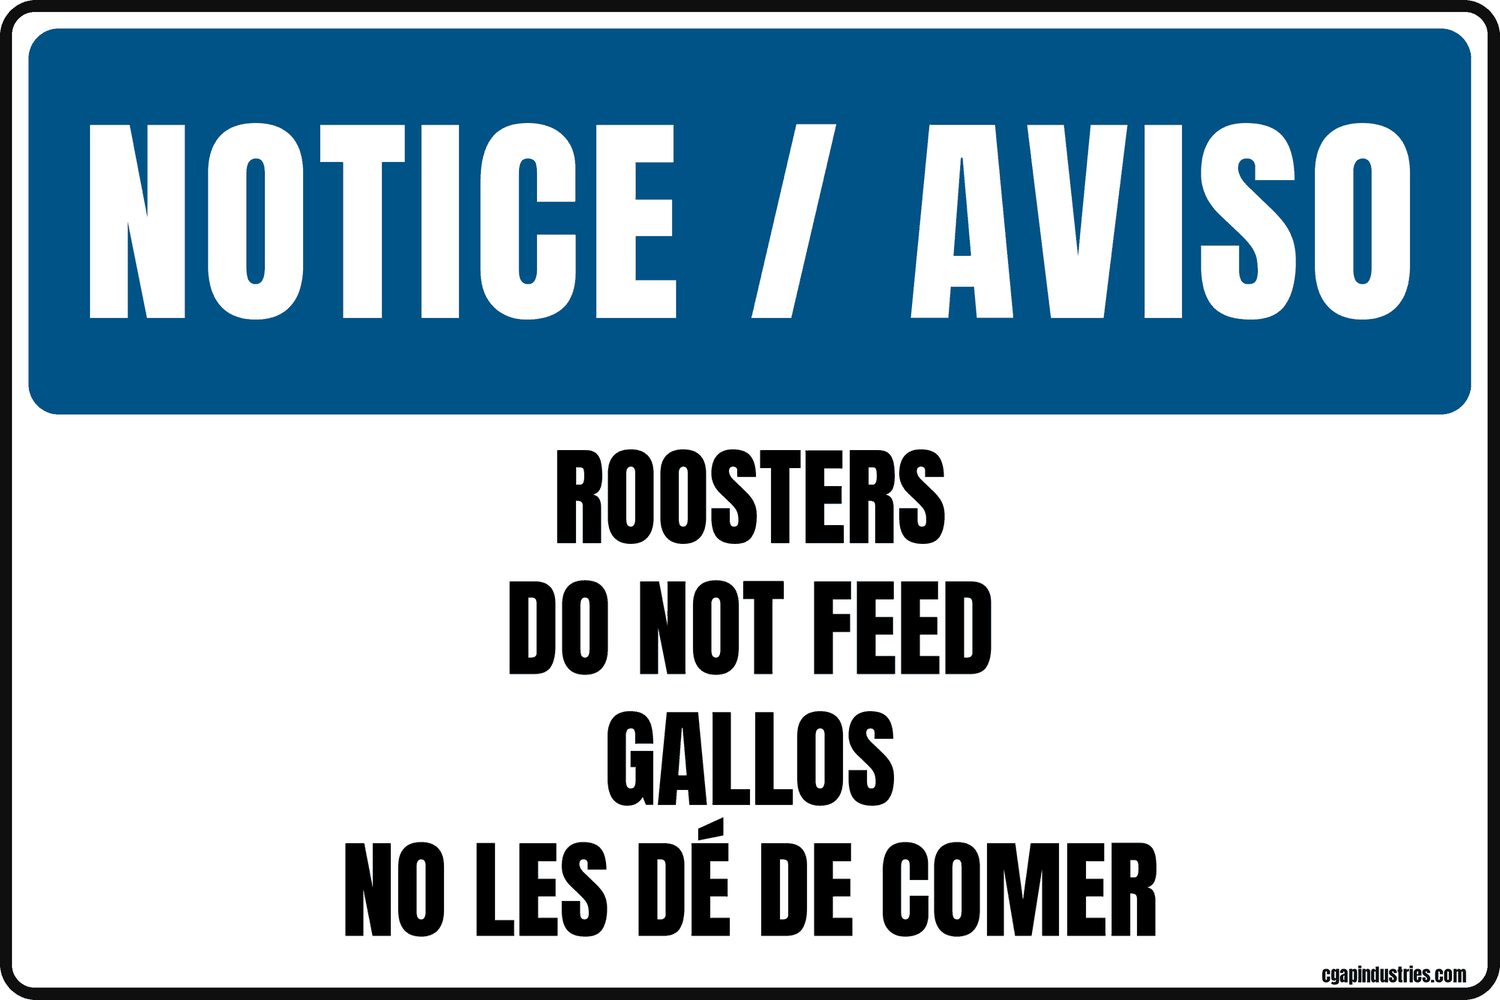 NOTICE / AVISO
ROOSTERS
DO NOT FEED
GALLOS
NO LES DÉ DE COMER
cgapindustries.com